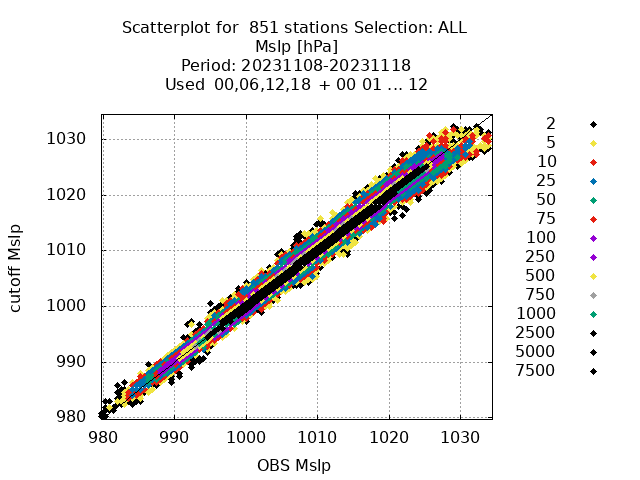 Scatterplot for  851 stations Selection: ALL
Mslp [hPa]
Period: 20231108-20231118
Used  00,06,12,18  + 00 01 ... 12
1030
1020
1010
1000
990
980
cutoff Mslp
980 990 1000 1010 1020 1030
OBS Mslp
2
5
10
25
50
75
100
250
500
750
1000
2500
5000
7500